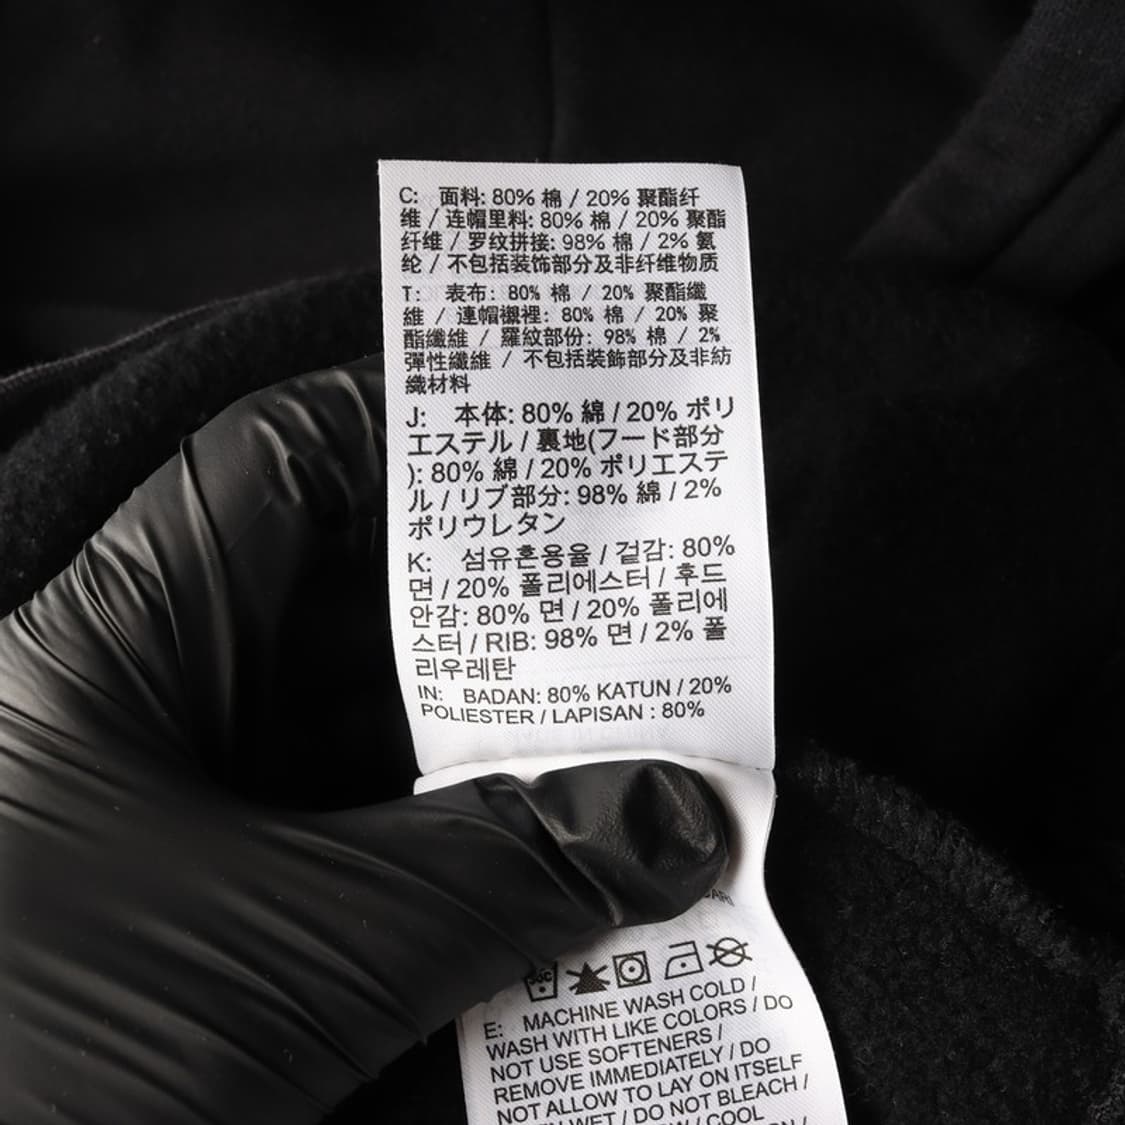 C: 面料: 80% 棉 / 20% 聚酯纤
维 / 连帽里料: 80% 棉 / 20% 聚酯
纤维 / 罗纹拼接: 98% 棉 / 2% 氨
纶 / 不包括装饰部分及非纤维物质
T: 表布: 80% 棉 / 20% 聚酯纖
維 / 連帽襯裡: 80% 棉 / 20% 聚
酯纖維 / 羅紋部份: 98% 棉 / 2%
彈性纖維 / 不包括裝飾部分及非紡
織材料
J: 本体: 80% 綿 / 20% ポリ
エステル / 裏地(フード部分
): 80% 綿 / 20% ポリエステ
ル / リブ部分: 98% 綿 / 2%
ポリウレタン
K: 섬유혼용율 / 겉감: 80%
면 / 20% 폴리에스터 / 후드
안감: 80% 면 / 20% 폴리에
스터 / RIB: 98% 면 / 2% 폴
리우레탄
IN: BADAN: 80% KATUN / 20%
POLIESTER / LAPISAN : 80%
E: MACHINE WASH COLD /
WASH WITH LIKE COLORS / DO
NOT USE SOFTENERS /
REMOVE IMMEDIATELY / DO
NOT ALLOW TO LAY ON ITSELF
WET / DO NOT BLEACH /
/ COOL